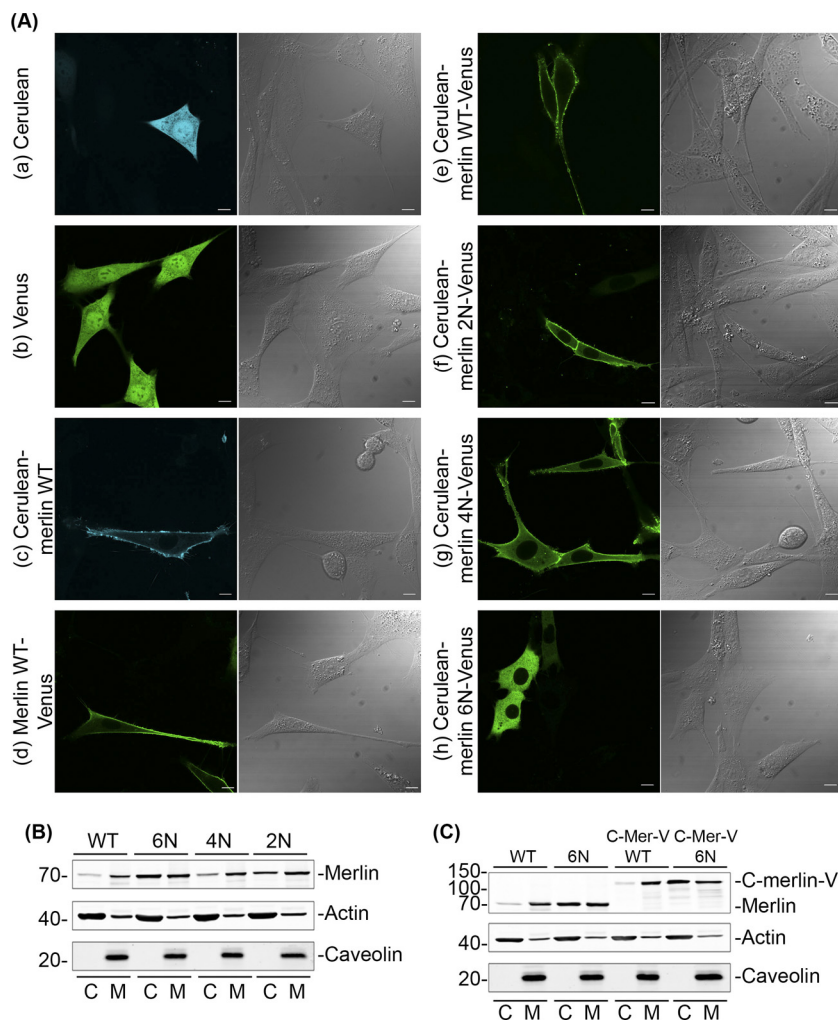 (A)
(a) Cerulean
(b) Venus
(c) Cerulean-
merlin WT
(d) Merlin WT-
Venus
(e) Cerulean-
merlin WT-Venus
(f) Cerulean-
merlin 2N-Venus
(g) Cerulean-
merlin 4N-Venus
(h) Cerulean-
merlin 6N-Venus
(B)
WT 6N 4N 2N
70- -Merlin
40- -Actin
20- -Caveolin
C M C M C M C M
(C)
C-Mer-V C-Mer-V
WT 6N WT 6N
150-
100- -C-merlin-V
70- -Merlin
40- -Actin
20- -Caveolin
C M C M C M C M